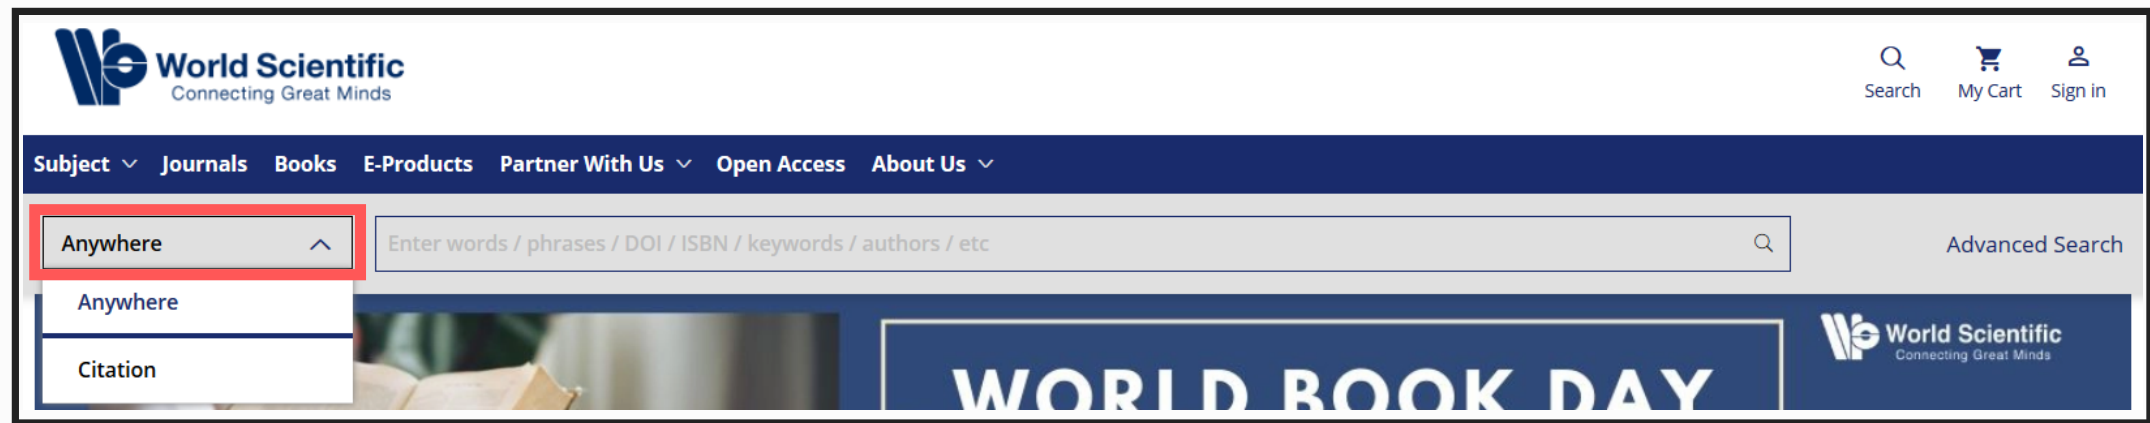 World Scientific
Connecting Great Minds
Search
My Cart
Sign in
Subject
Journals
Books
E-Products
Partner With Us
Open Access
About Us
Anywhere
Enter words / phrases / DOI / ISBN / keywords / authors / etc
Advanced Search
Anywhere
Citation
WORLD BOOK DAY
World Scientific
Connecting Great Minds